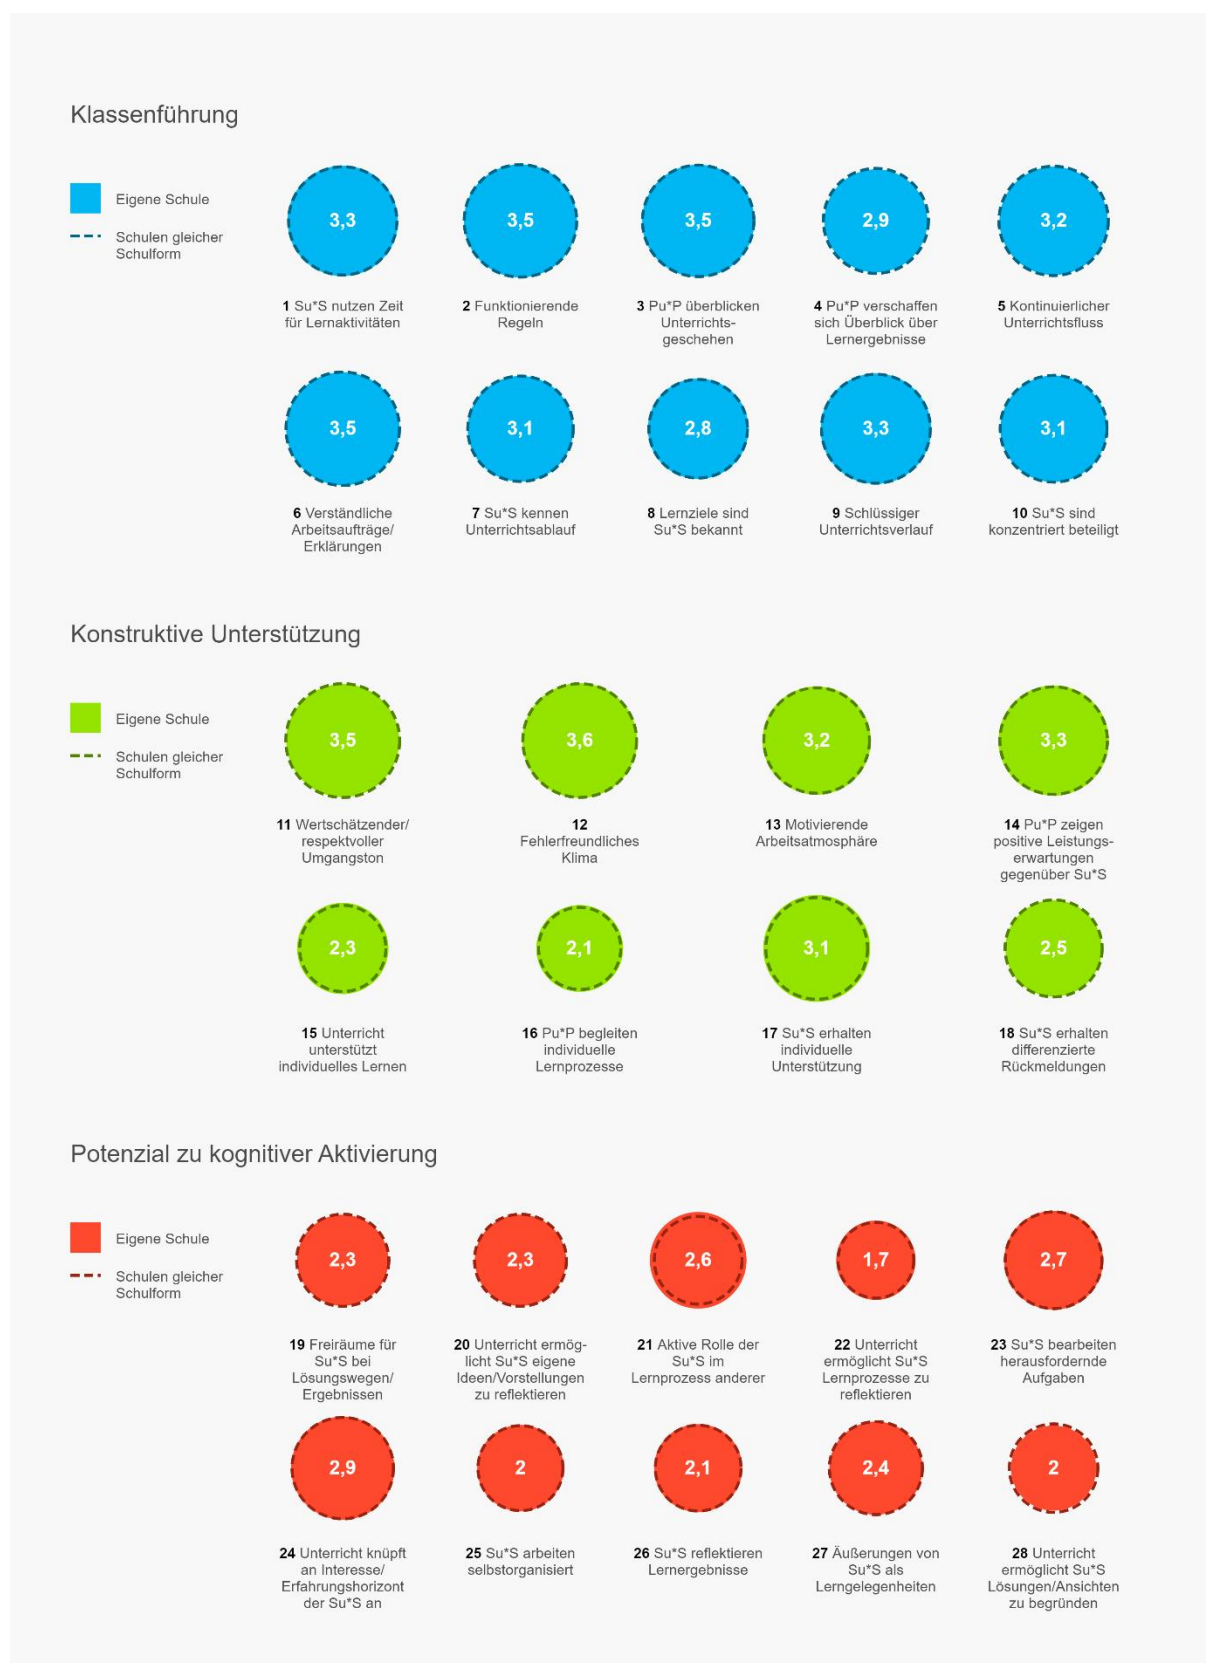 Klassenführung
Eigene Schule
Schulen gleicher
Schulform
3,3
3,5
3,5
2,9
3,2
1 Su*S nutzen Zeit
für Lernaktivitäten
2 Funktionierende
Regeln
3 Pu*P überblicken
Unterrichts-
geschehen
4 Pu*P verschaffen
sich Überblick über
Lernergebnisse
5 Kontinuierlicher
Unterrichtsfluss
3,5
3,1
2,8
3,3
3,1
6 Verständliche
Arbeitsaufträge/
Erklärungen
7 Su*S kennen
Unterrichtsablauf
8 Lernziele sind
Su*S bekannt
9 Schlüssiger
Unterrichtsverlauf
10 Su*S sind
konzentriert beteiligt
Konstruktive Unterstützung
Eigene Schule
Schulen gleicher
Schulform
3,5
3,6
3,2
3,3
11 Wertschätzender/
respektvoller
Umgangston
12
Fehlerfreundliches
Klima
13 Motivierende
Arbeitsatmosphäre
14 Pu*P zeigen
positive Leistungs-
erwartungen
gegenüber Su*S
2,3
2,1
3,1
2,5
15 Unterricht
unterstützt
individuelles Lernen
16 Pu*P begleiten
individuelle
Lernprozesse
17 Su*S erhalten
individuelle
Unterstützung
18 Su*S erhalten
differenzierte
Rückmeldungen
Potenzial zu kognitiver Aktivierung
Eigene Schule
Schulen gleicher
Schulform
2,3
2,3
2,6
1,7
2,7
19 Freiräume für
Su*S bei
Lösungswegen/
Ergebnissen
20 Unterricht ermög-
licht Su*S eigene
Ideen/Vorstellungen
zu reflektieren
21 Aktive Rolle der
Su*S im
Lernprozess anderer
22 Unterricht
ermöglicht Su*S
Lernprozesse zu
reflektieren
23 Su*S bearbeiten
herausfordernde
Aufgaben
2,9
2
2,1
2,4
2
24 Unterricht knüpft
an Interesse/
Erfahrungshorizont
der Su*S an
25 Su*S arbeiten
selbstorganisiert
26 Su*S reflektieren
Lernergebnisse
27 Äußerungen von
Su*S als
Lerngelegenheiten
28 Unterricht
ermöglicht Su*S
Lösungen/Ansichten
zu begründen